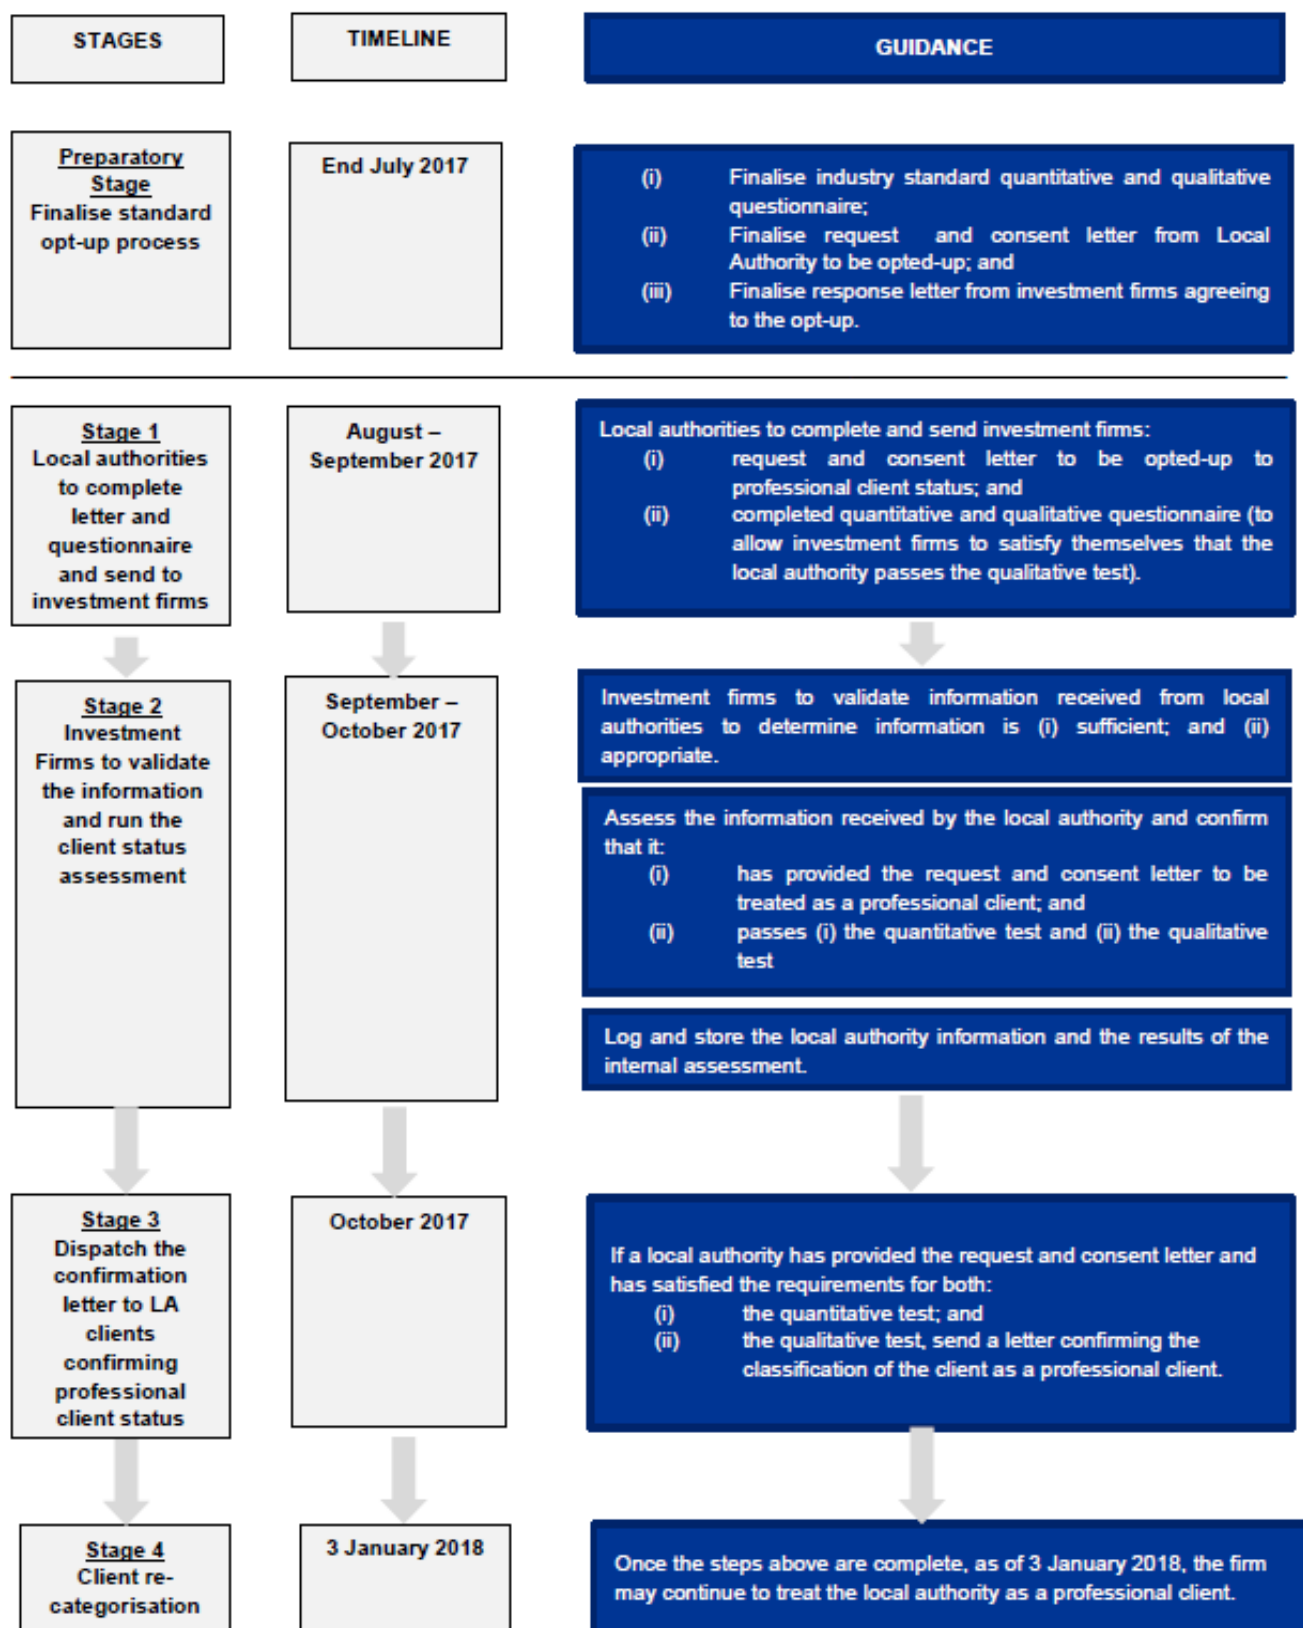 STAGES
TIMELINE
GUIDANCE
Preparatory
Stage
Finalise standard
opt-up process
End July 2017
(i) Finalise industry standard quantitative and qualitative
questionnaire;
(ii) Finalise request and consent letter from Local
Authority to be opted-up; and
(iii) Finalise response letter from investment firms agreeing
to the opt-up.
Stage 1
Local authorities
to complete
letter and
questionnaire
and send to
investment firms
August –
September 2017
Local authorities to complete and send investment firms:
(i) request and consent letter to be opted-up to
professional client status; and
(ii) completed quantitative and qualitative questionnaire (to
allow investment firms to satisfy themselves that the
local authority passes the qualitative test).
Stage 2
Investment
Firms to validate
the information
and run the
client status
assessment
September –
October 2017
Investment firms to validate information received from local
authorities to determine information is (i) sufficient; and (ii)
appropriate.
Assess the information received by the local authority and confirm
that it:
(i) has provided the request and consent letter to be
treated as a professional client; and
(ii) passes (i) the quantitative test and (ii) the qualitative
test
Log and store the local authority information and the results of the
internal assessment.
Stage 3
Dispatch the
confirmation
letter to LA
clients
confirming
professional
client status
October 2017
If a local authority has provided the request and consent letter and
has satisfied the requirements for both:
(i) the quantitative test; and
(ii) the qualitative test, send a letter confirming the
classification of the client as a professional client.
Stage 4
Client re-
categorisation
3 January 2018
Once the steps above are complete, as of 3 January 2018, the firm
may continue to treat the local authority as a professional client.